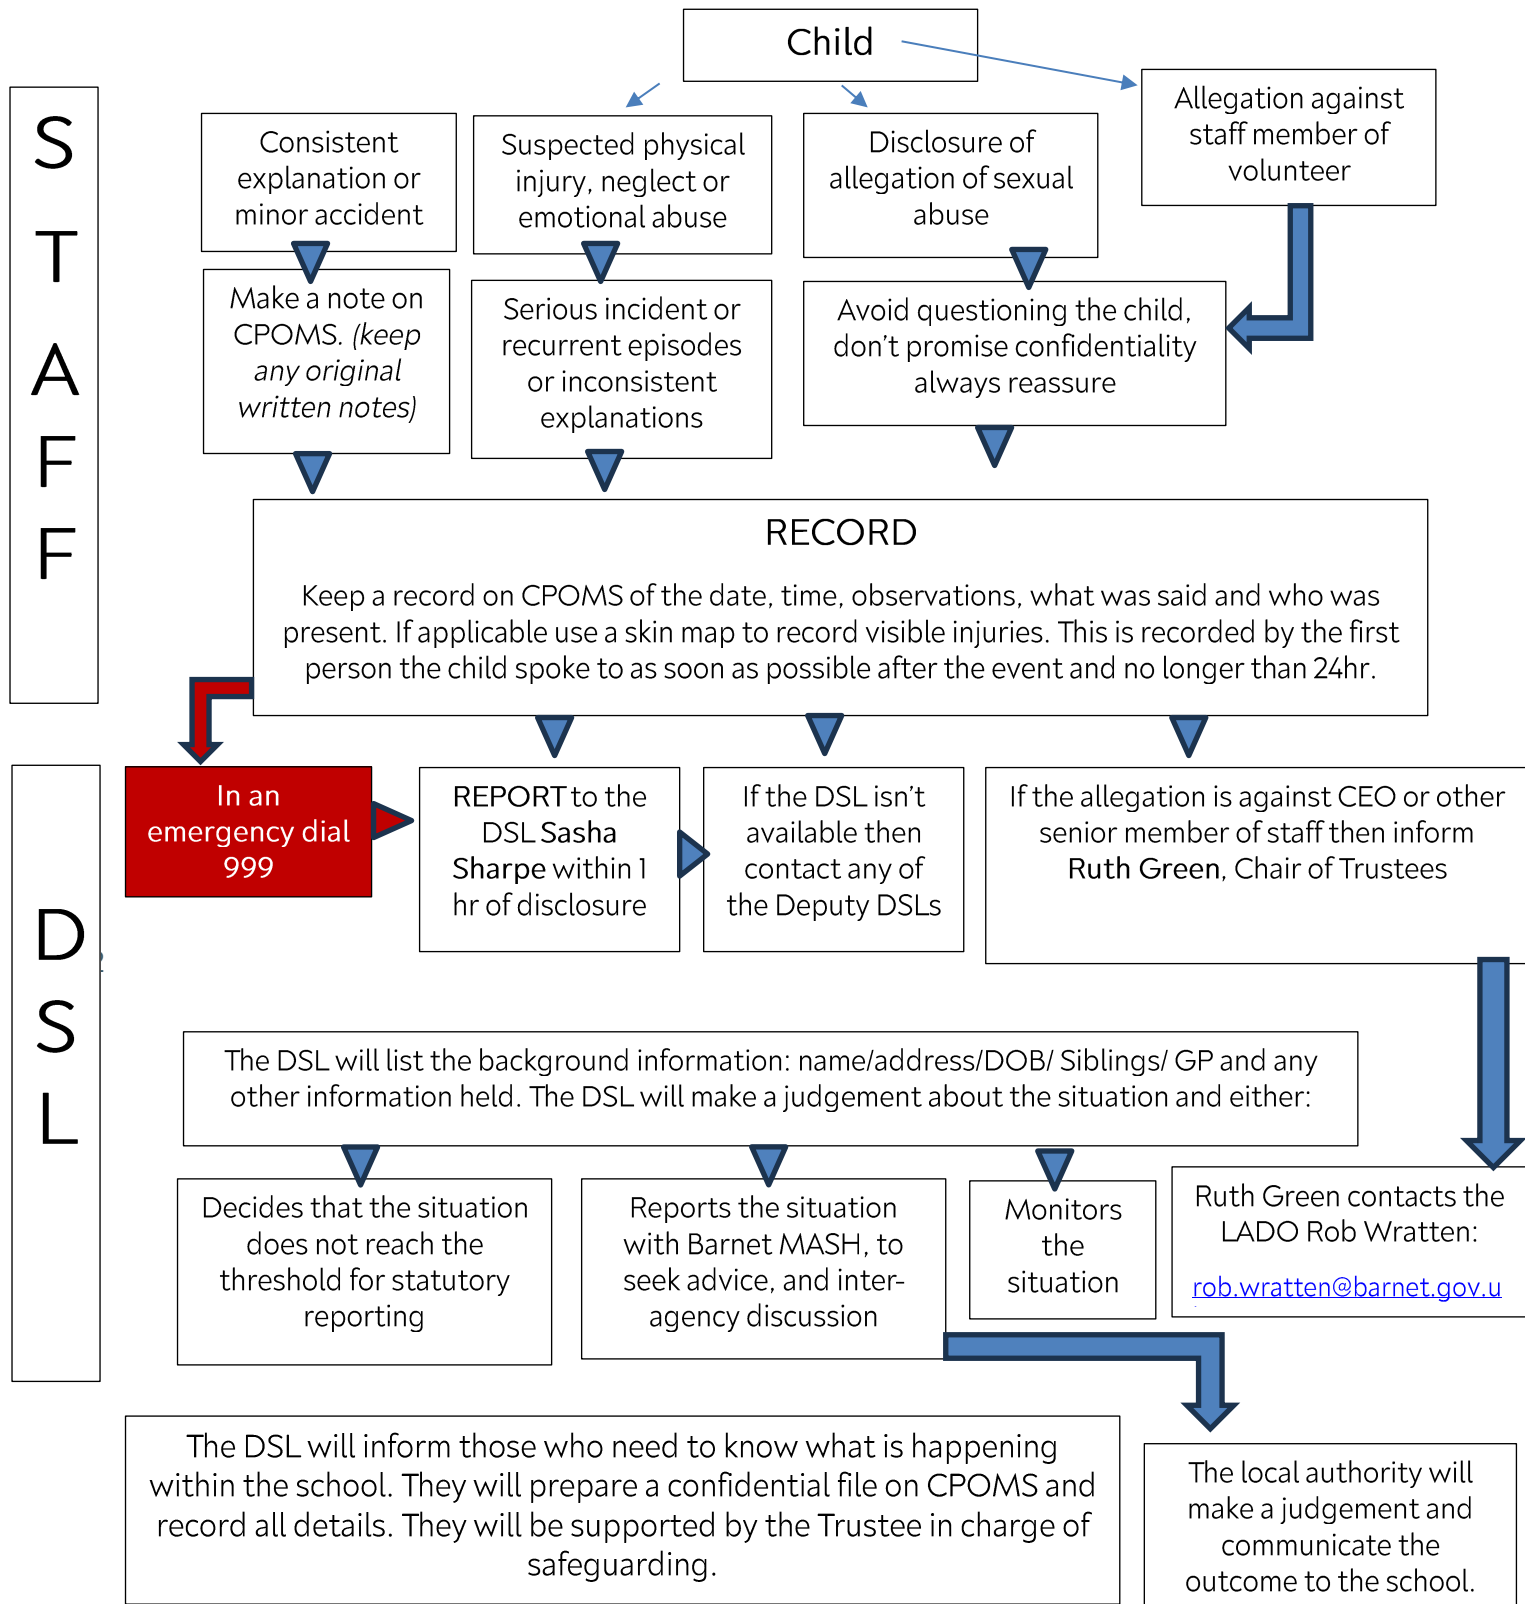 Child
STAFF
Allegation against
staff member of
volunteer
Consistent
explanation or
minor accident
Suspected physical
injury, neglect or
emotional abuse
Disclosure of
allegation of sexual
abuse
Make a note on
CPOMS. (keep
any original
written notes)
Serious incident or
recurrent episodes
or inconsistent
explanations
Avoid questioning the child,
don't promise confidentiality
always reassure
RECORD
Keep a record on CPOMS of the date, time, observations, what was said and who was
present. If applicable use a skin map to record visible injuries. This is recorded by the first
person the child spoke to as soon as possible after the event and no longer than 24hr.
DSL
In an
emergency dial
999
REPORT to the
DSL Sasha
Sharpe within 1
hr of disclosure
If the DSL isn't
available then
contact any of
the Deputy DSLs
If the allegation is against CEO or other
senior member of staff then inform
Ruth Green, Chair of Trustees
The DSL will list the background information: name/address/DOB/ Siblings/ GP and any
other information held. The DSL will make a judgement about the situation and either:
Decides that the situation
does not reach the
threshold for statutory
reporting
Reports the situation
with Barnet MASH, to
seek advice, and inter-
agency discussion
Monitors
the
situation
Ruth Green contacts the
LADO Rob Wratten:
rob.wratten@barnet.gov.u
The DSL will inform those who need to know what is happening
within the school. They will prepare a confidential file on CPOMS and
record all details. They will be supported by the Trustee in charge of
safeguarding.
The local authority will
make a judgement and
communicate the
outcome to the school.